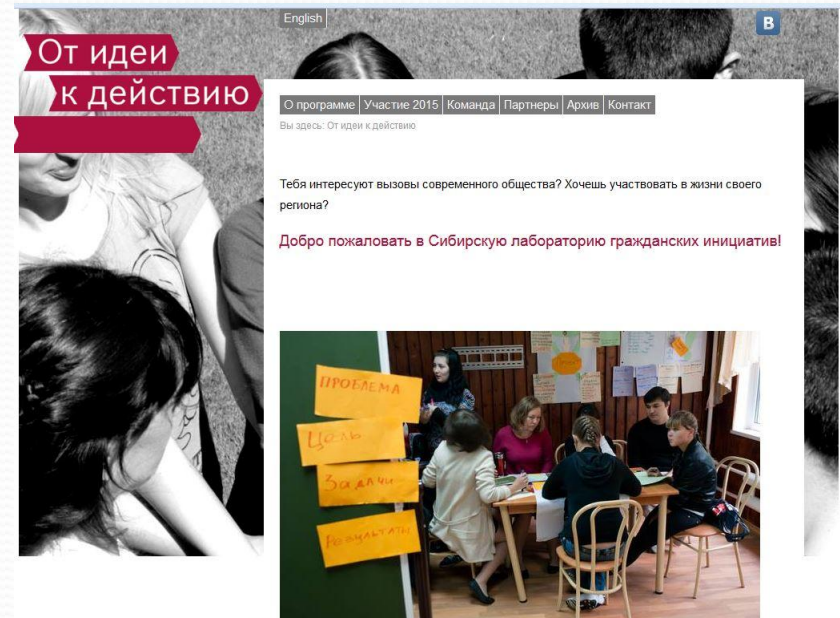 English
B
От идеи
к действию
О программе Участие 2015 Команда Партнеры Архив Контакт
Вы здесь: От идеи к действию
Тебя интересуют вызовы современного общества? Хочешь участвовать в жизни своего
региона?
Добро пожаловать в Сибирскую лабораторию гражданских инициатив!
ПРОБЛЕМА
Цель
Задачи
Результаты